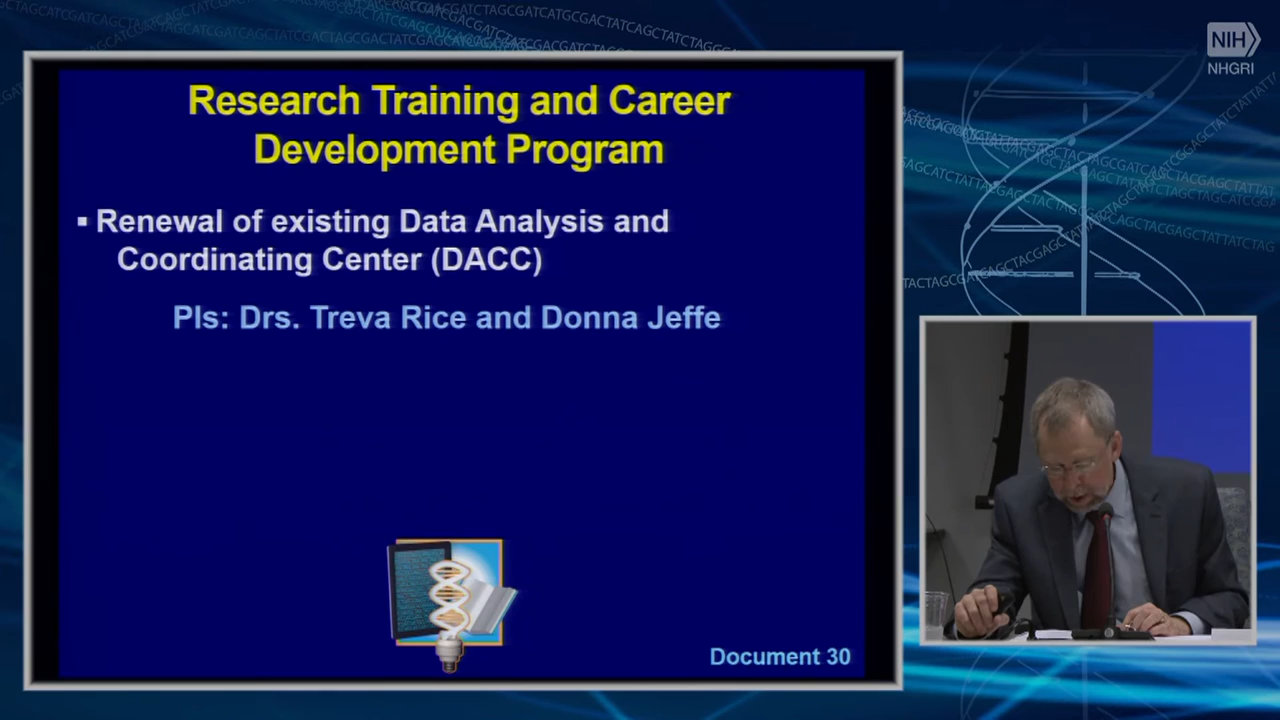 NIH
NHGRI
Research Training and Career
Development Program
▪ Renewal of existing Data Analysis and
Coordinating Center (DACC)
PIs: Drs. Treva Rice and Donna Jeffe
Document 30